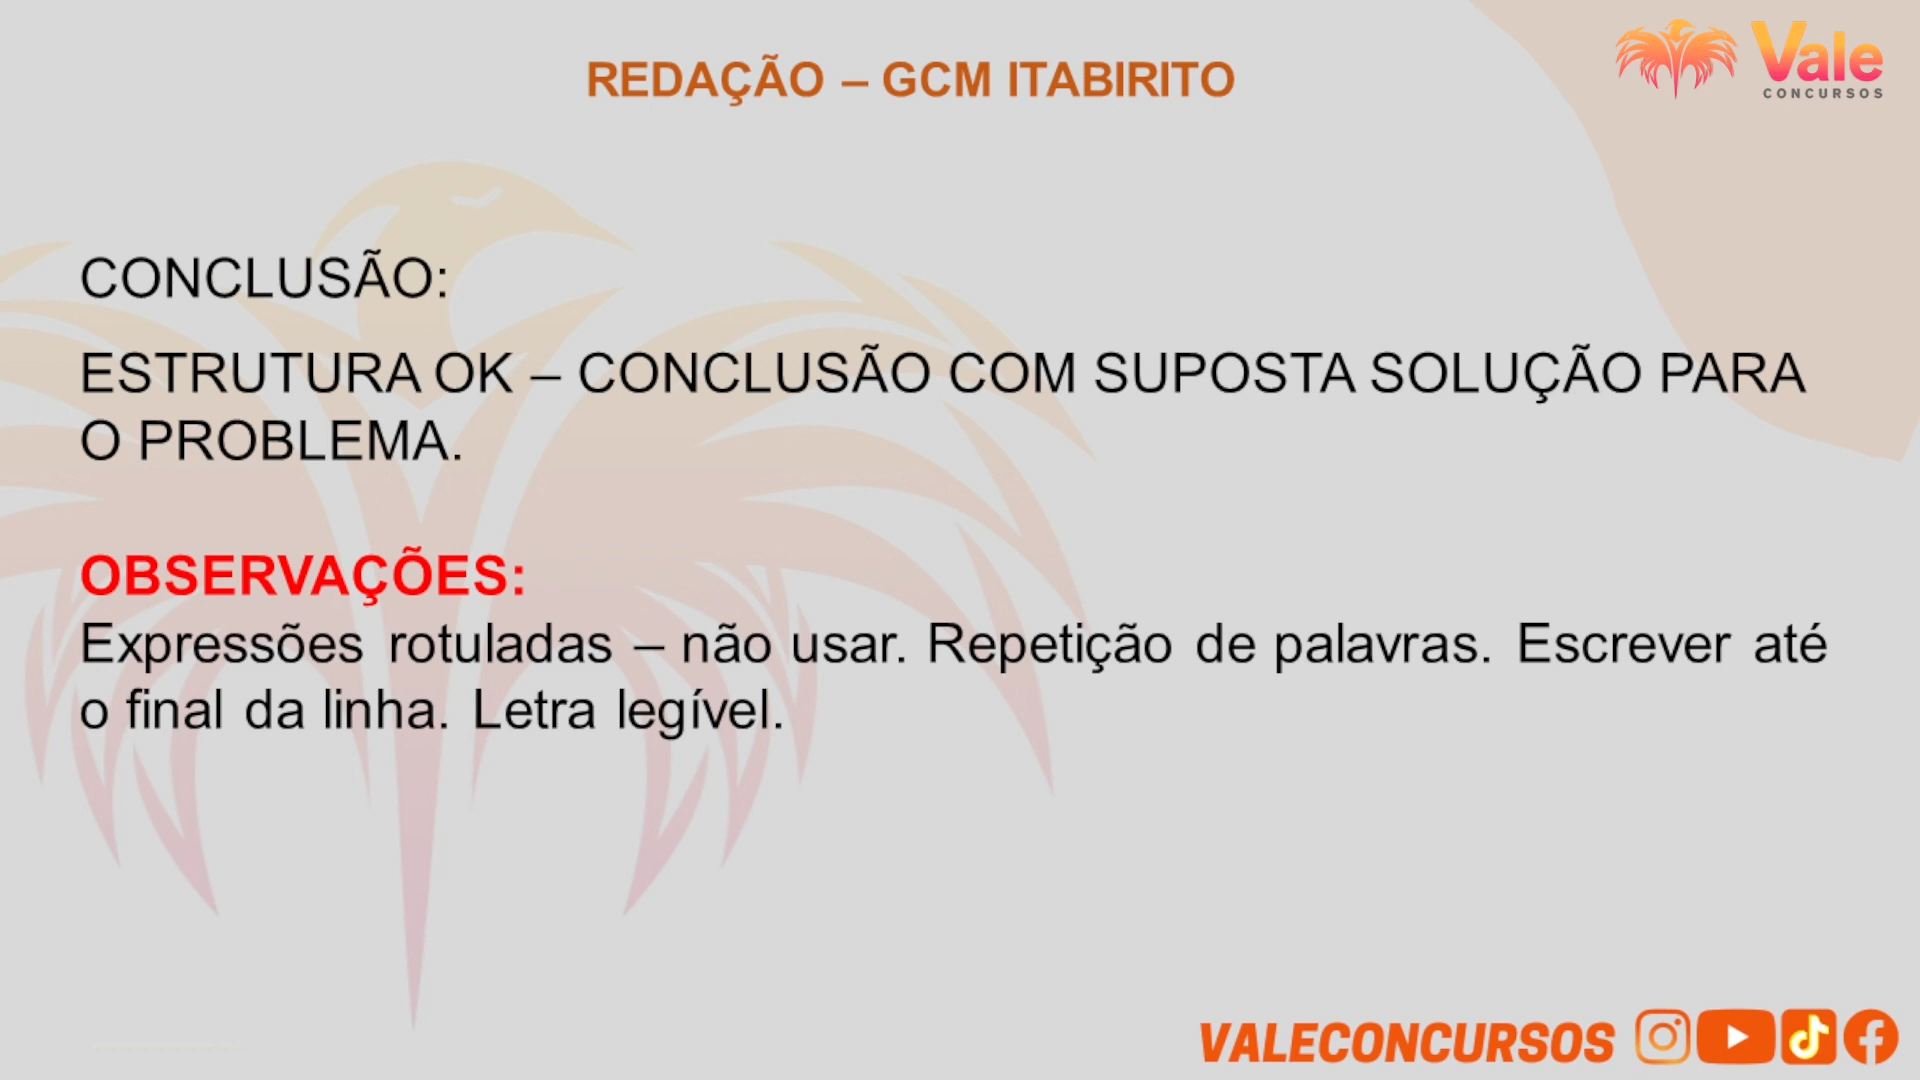 REDAÇÃO – GCM ITABIRITO
Vale
CONCURSOS
CONCLUSÃO:
ESTRUTURA OK – CONCLUSÃO COM SUPOSTA SOLUÇÃO PARA
O PROBLEMA.
OBSERVAÇÕES:
Expressões rotuladas – não usar. Repetição de palavras. Escrever até
o final da linha. Letra legível.
VALECONCURSOS